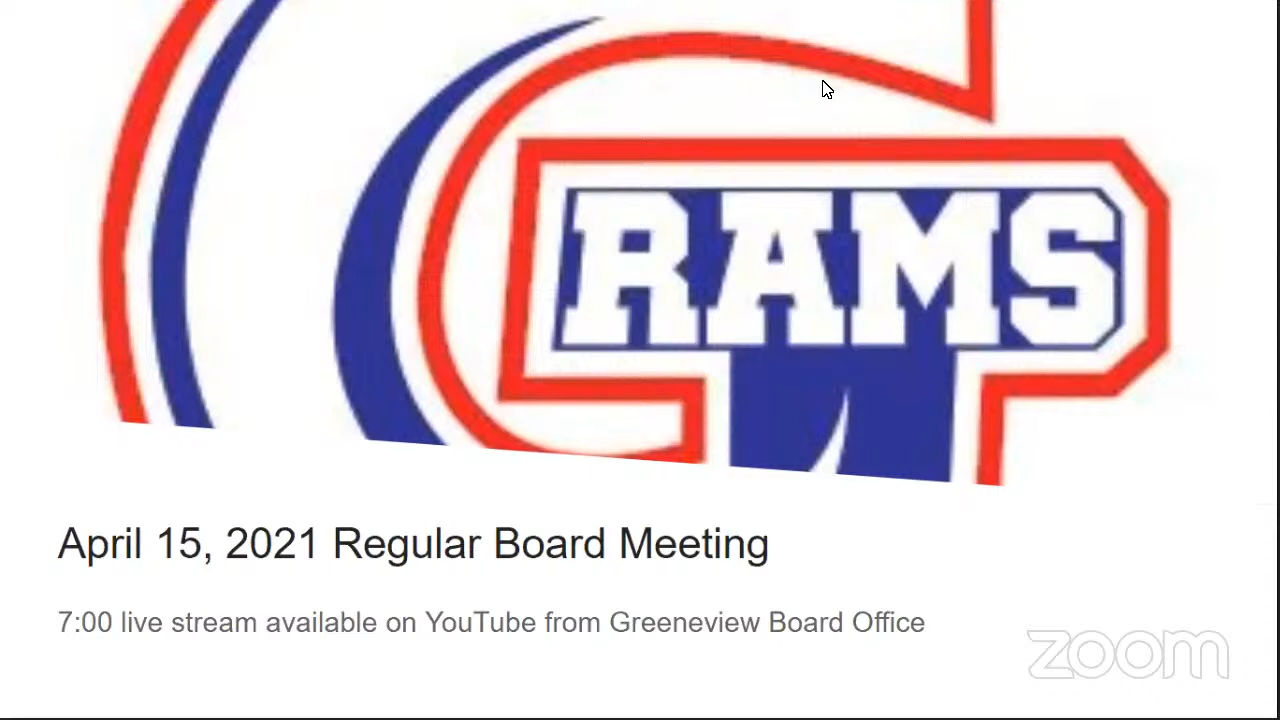 RAMS
April 15, 2021 Regular Board Meeting
7:00 live stream available on YouTube from Greeneview Board Office
zoom